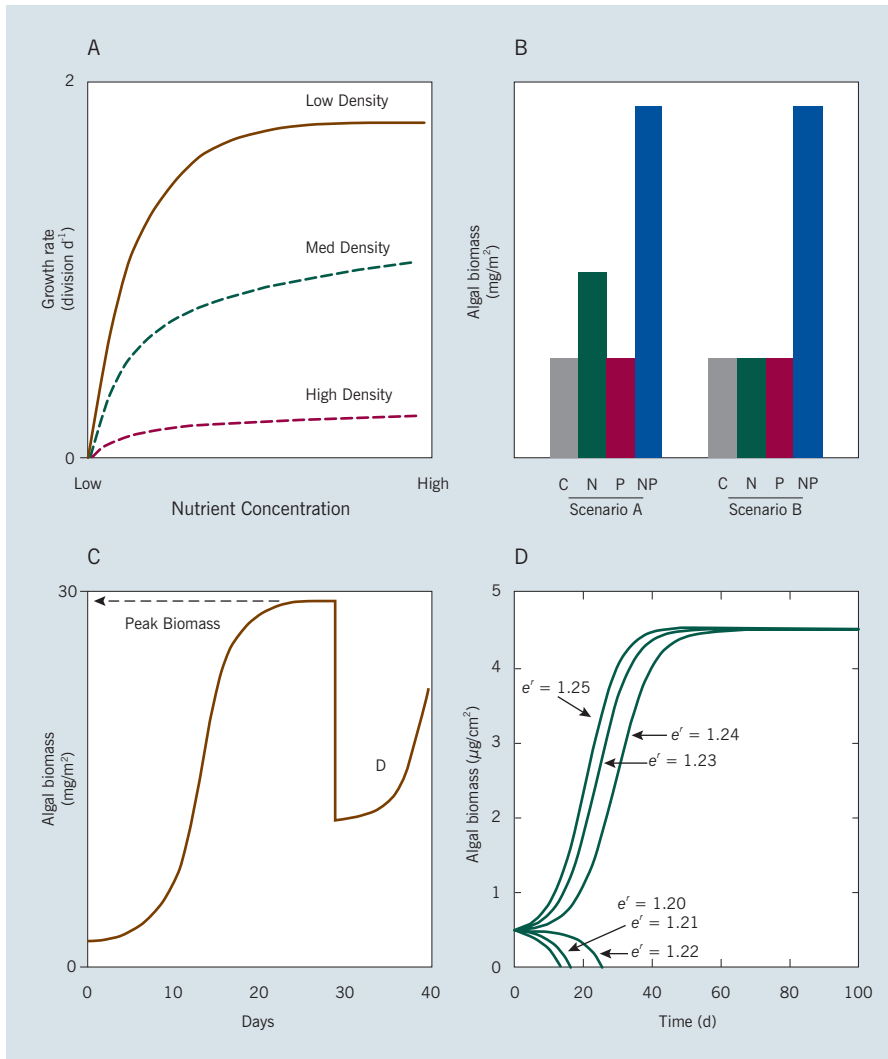 A
2
Low Density
Growth rate
(division d⁻¹)
Med Density
High Density
0
Low
High
Nutrient Concentration
B
Algal biomass
(mg/m²)
C N P NP
Scenario A
C N P NP
Scenario B
C
30
Peak Biomass
Algal biomass
(mg/m²)
D
0
0 10 20 30 40
Days
D
5
4
3
2
1
0
Algal biomass (µg/cm²)
eʳ = 1.25
eʳ = 1.24
eʳ = 1.23
eʳ = 1.20
eʳ = 1.21
eʳ = 1.22
0 20 40 60 80 100
Time (d)